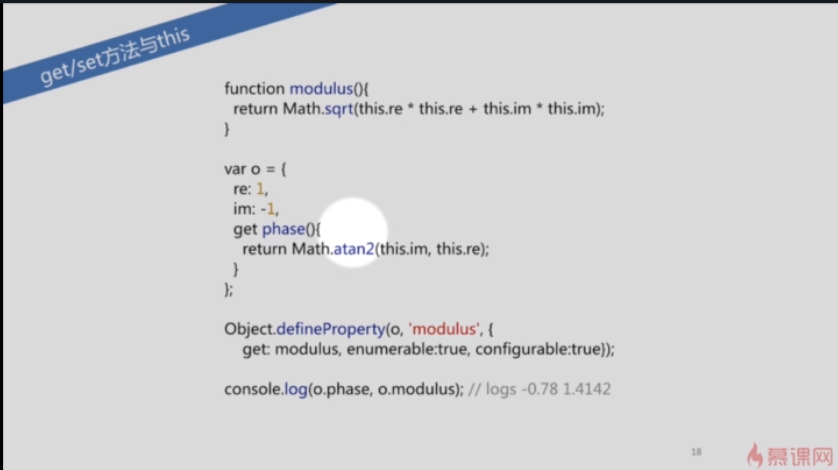 get/set方法与this
function modulus(){
  return Math.sqrt(this.re * this.re + this.im * this.im);
}
var o = {
  re: 1,
  im: -1,
  get phase(){
    return Math.atan2(this.im, this.re);
  }
};
Object.defineProperty(o, 'modulus', {
    get: modulus, enumerable:true, configurable:true});
console.log(o.phase, o.modulus); // logs -0.78 1.4142
18
慕课网